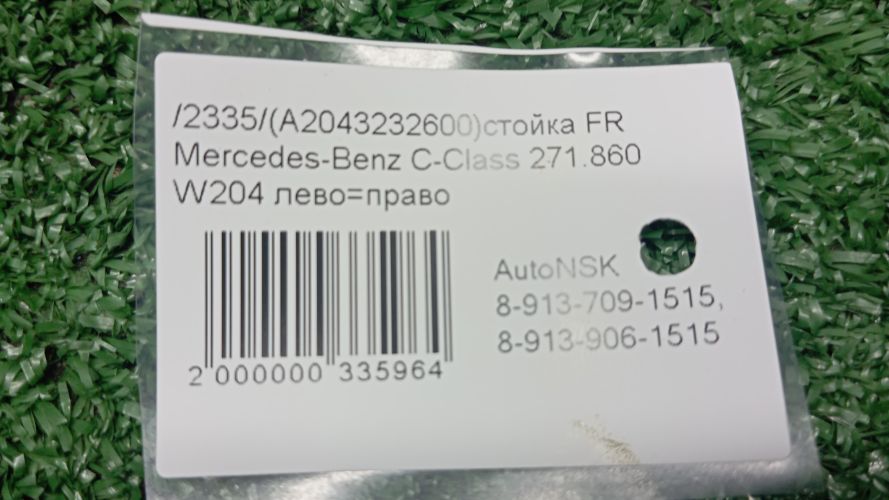 /2335/(A2043232600)стойка FR
Mercedes-Benz C-Class 271.860
W204 лево=право
AutoNSK
8-913-709-1515,
8-913-906-1515
2 000000 335964